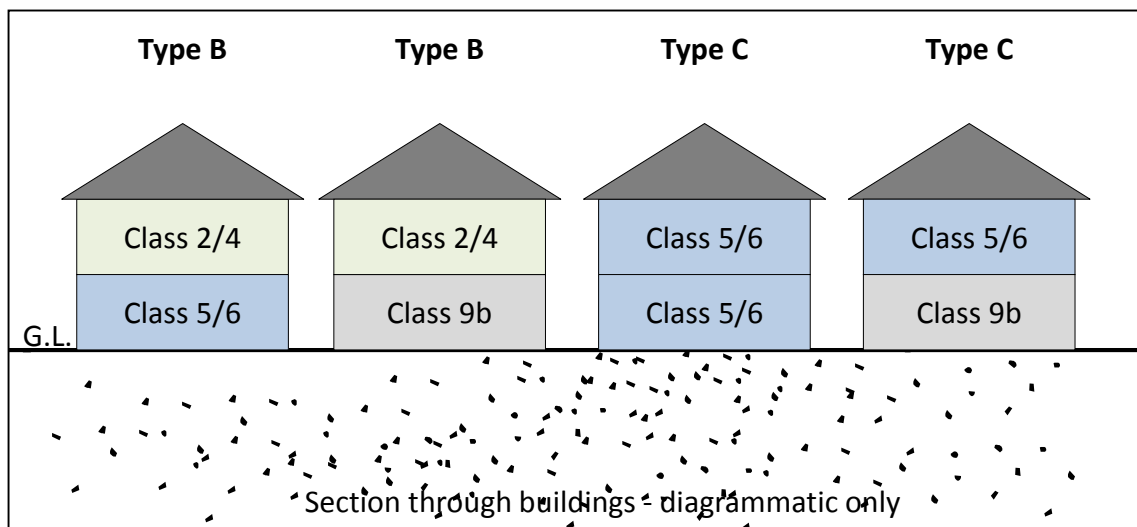 Type B Type B Type C Type C
Class 2/4 Class 2/4 Class 5/6 Class 5/6
Class 5/6 Class 9b Class 5/6 Class 9b
G.L.
Section through buildings - diagrammatic only